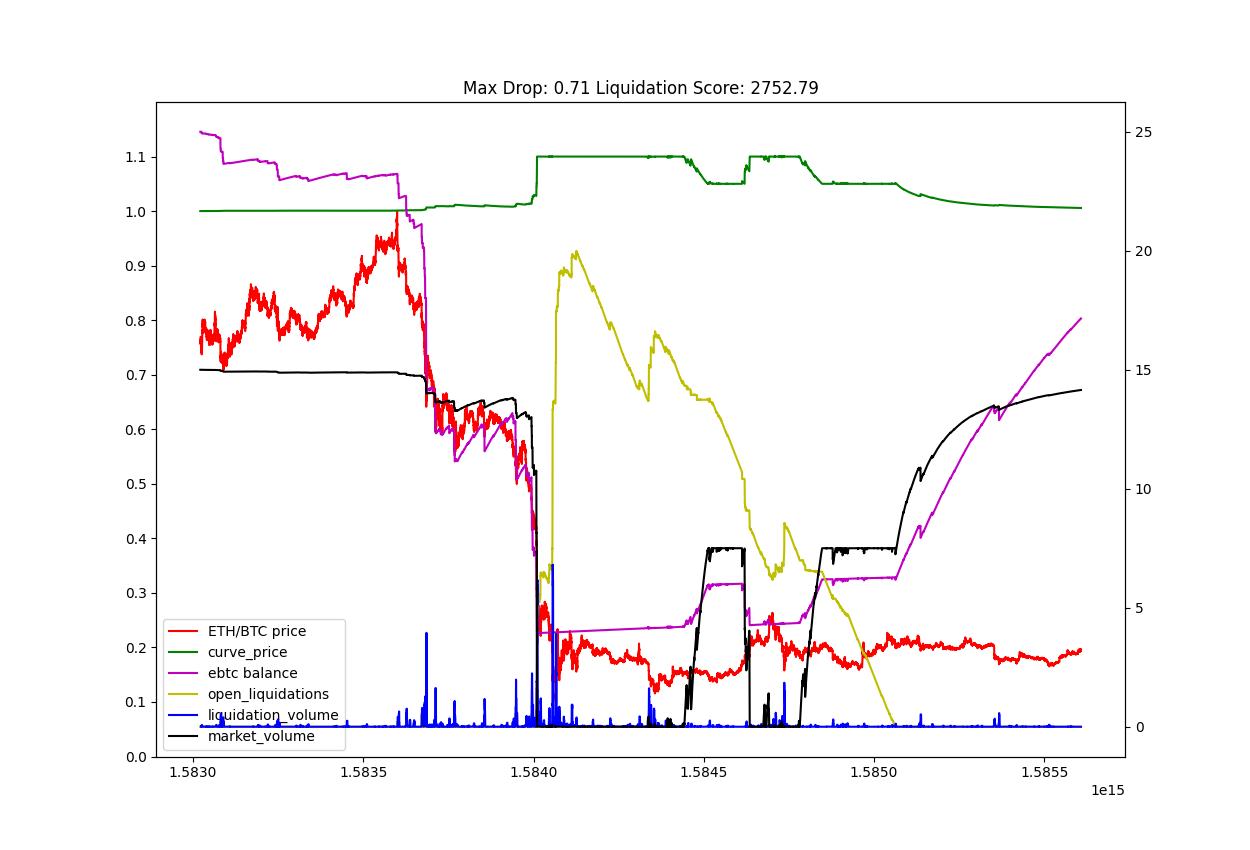 Max Drop: 0.71 Liquidation Score: 2752.79
1.1
1.0
0.9
0.8
0.7
0.6
0.5
0.4
0.3
0.2
0.1
0.0
25
20
15
10
5
0
ETH/BTC price
curve_price
ebtc balance
open_liquidations
liquidation_volume
market_volume
1.5830 1.5835 1.5840 1.5845 1.5850 1.5855
1e15